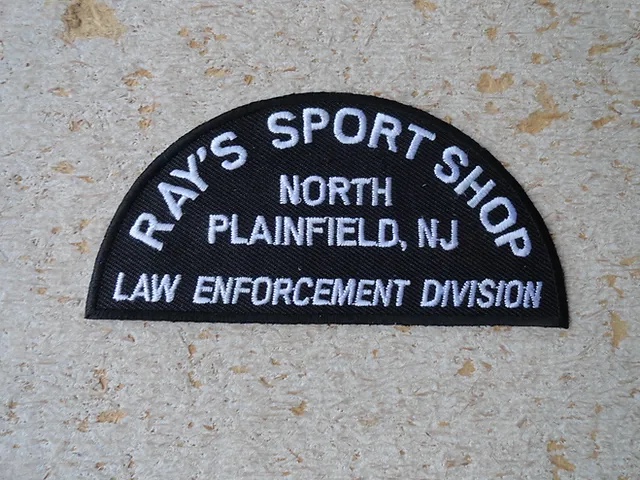 RAY'S SPORT SHOP
NORTH
PLAINFIELD, NJ
LAW ENFORCEMENT DIVISION